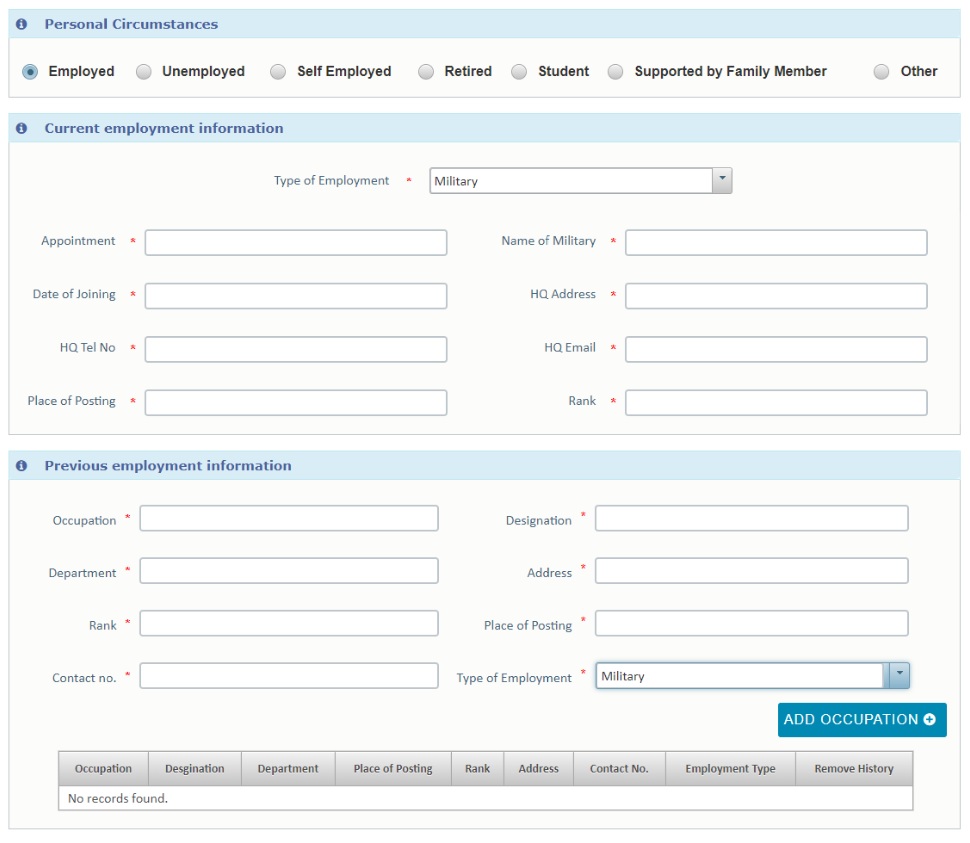 Personal Circumstances
Employed Unemployed Self Employed Retired Student Supported by Family Member Other
Current employment information
Type of Employment * Military
Appointment * Name of Military *
Date of Joining * HQ Address *
HQ Tel No * HQ Email *
Place of Posting * Rank *
Previous employment information
Occupation * Designation *
Department * Address *
Rank * Place of Posting *
Contact no. * Type of Employment * Military
ADD OCCUPATION
Occupation Desgination Department Place of Posting Rank Address Contact No. Employment Type Remove History
No records found.